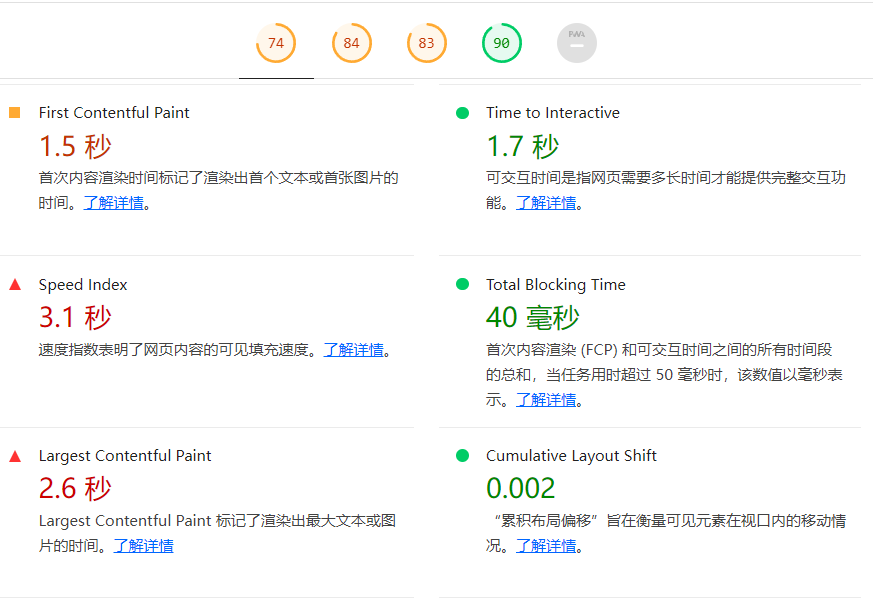 74 84 83 90 PWA
First Contentful Paint
1.5 秒
首次内容渲染时间标记了渲染出首个文本或首张图片的
时间。了解详情。
Time to Interactive
1.7 秒
可交互时间是指网页需要多长时间才能提供完整交互功
能。了解详情。
Speed Index
3.1 秒
速度指数表明了网页内容的可见填充速度。了解详情。
Total Blocking Time
40 毫秒
首次内容渲染 (FCP) 和可交互时间之间的所有时间段
的总和，当任务用时超过 50 毫秒时，该数值以毫秒表
示。了解详情。
Largest Contentful Paint
2.6 秒
Largest Contentful Paint 标记了渲染出最大文本或图
片的时间。了解详情
Cumulative Layout Shift
0.002
“累积布局偏移”旨在衡量可见元素在视口内的移动情
况。了解详情。